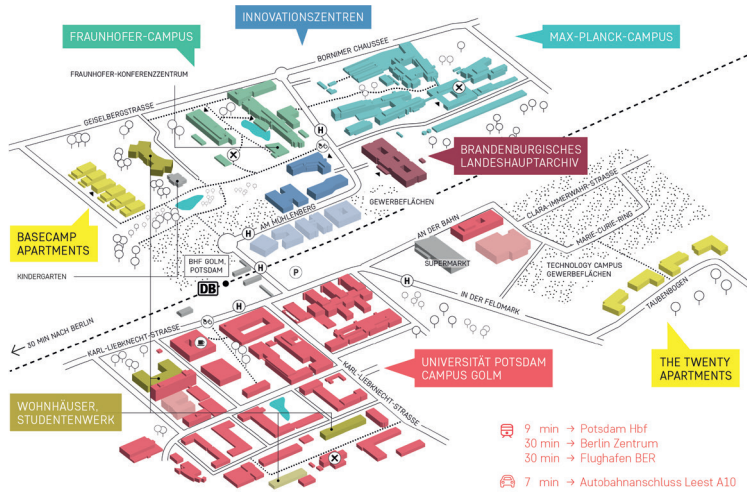 INNOVATIONSZENTREN
FRAUNHOFER-CAMPUS
MAX-PLANCK-CAMPUS
BORNIMER CHAUSSEE
FRAUNHOFER-KONFERENZZENTRUM
GEISELBERGSTRASSE
H
BRANDENBURGISCHES
LANDESHAUPTARCHIV
GEWERBEFLÄCHEN
CLARA-IMMERWAHR-STRASSE
MARIE-CURIE-RING
AM MÜHLENBERG
AN DER BAHN
BASECAMP
APARTMENTS
H
KINDERGARTEN
BHF GOLM,
POTSDAM
H
P
SUPERMARKT
TECHNOLOGY CAMPUS
GEWERBEFLÄCHEN
DB
H
IN DER FELDMARK
TAUBENBOGEN
H
30 MIN NACH BERLIN
KARL-LIEBKNECHT-STRASSE
UNIVERSITÄT POTSDAM
CAMPUS GOLM
THE TWENTY
APARTMENTS
KARL-LIEBKNECHT-STRASSE
WOHNHÄUSER,
STUDENTENWERK
H
9 min → Potsdam Hbf
30 min → Berlin Zentrum
30 min → Flughafen BER
7 min → Autobahnanschluss Leest A10